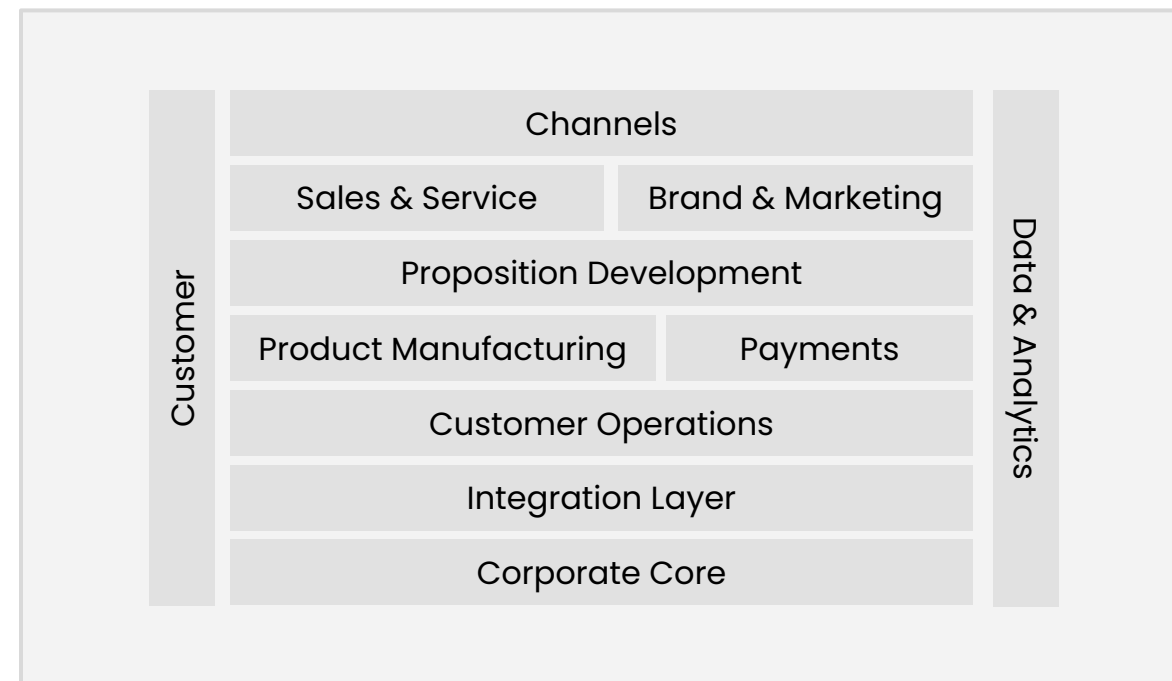 Customer
Channels
Sales & Service
Brand & Marketing
Proposition Development
Product Manufacturing
Payments
Customer Operations
Integration Layer
Corporate Core
Data & Analytics